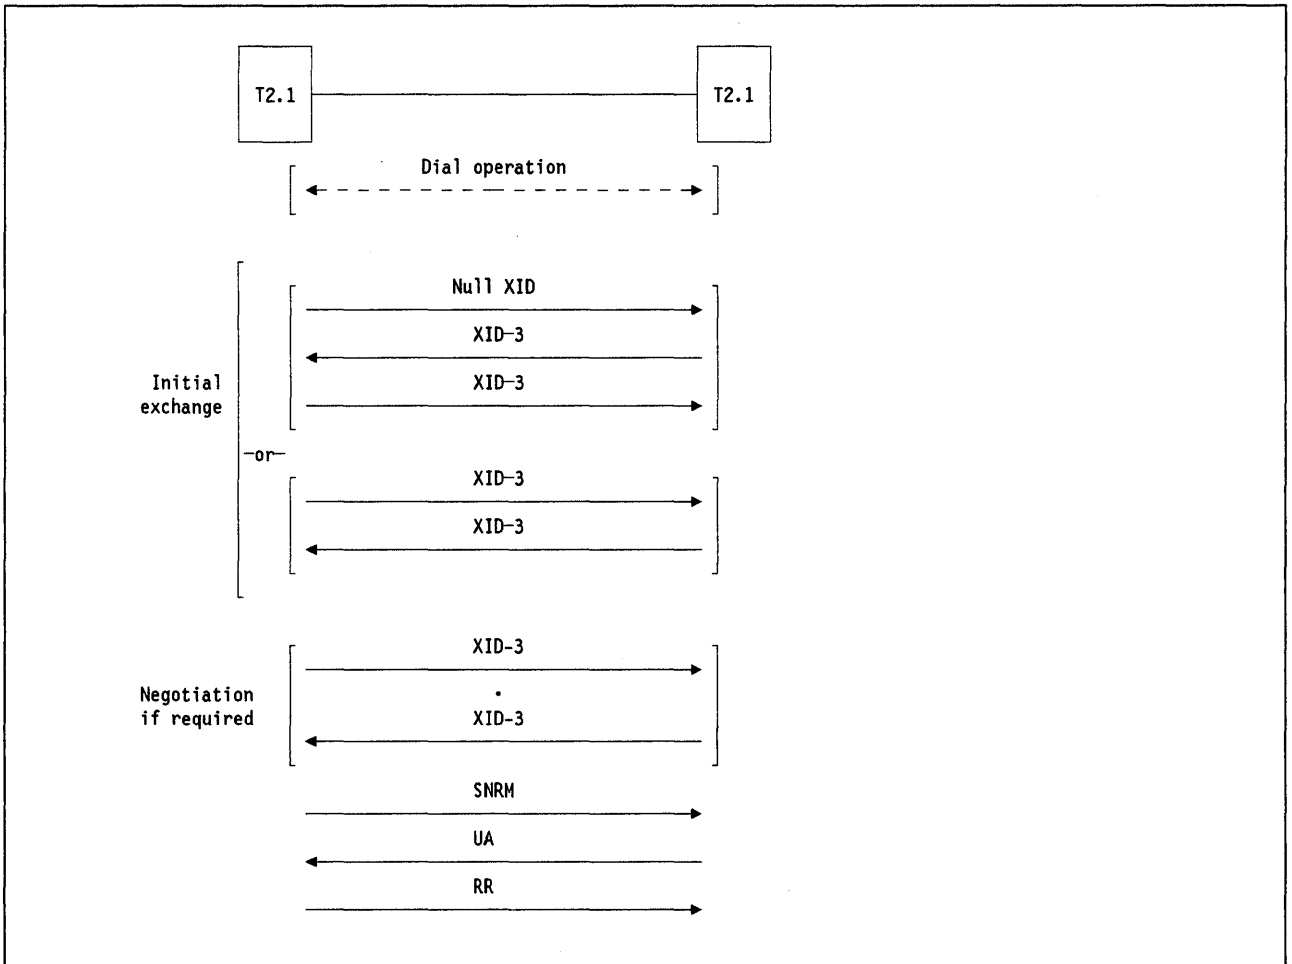 T2.1 T2.1
Dial operation
Null XID
XID-3
XID-3
Initial
exchange
or
XID-3
XID-3
XID-3
Negotiation
if required
XID-3
SNRM
UA
RR